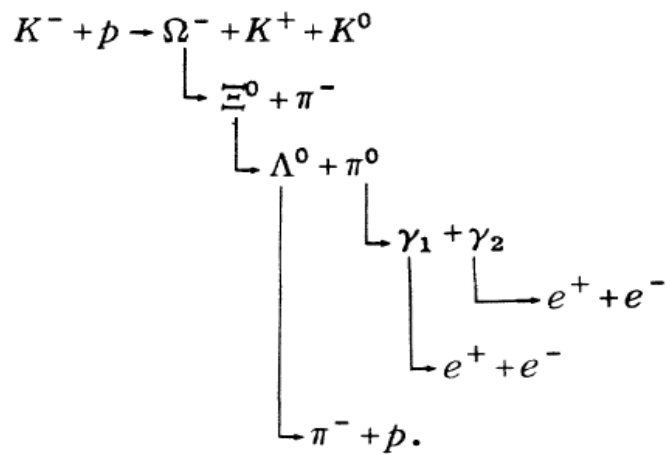 K⁻ + p → Ω⁻ + K⁺ + K⁰
Ξ⁰ + π⁻
Λ⁰ + π⁰
γ₁ + γ₂
e⁺ + e⁻
e⁺ + e⁻
π⁻ + p.